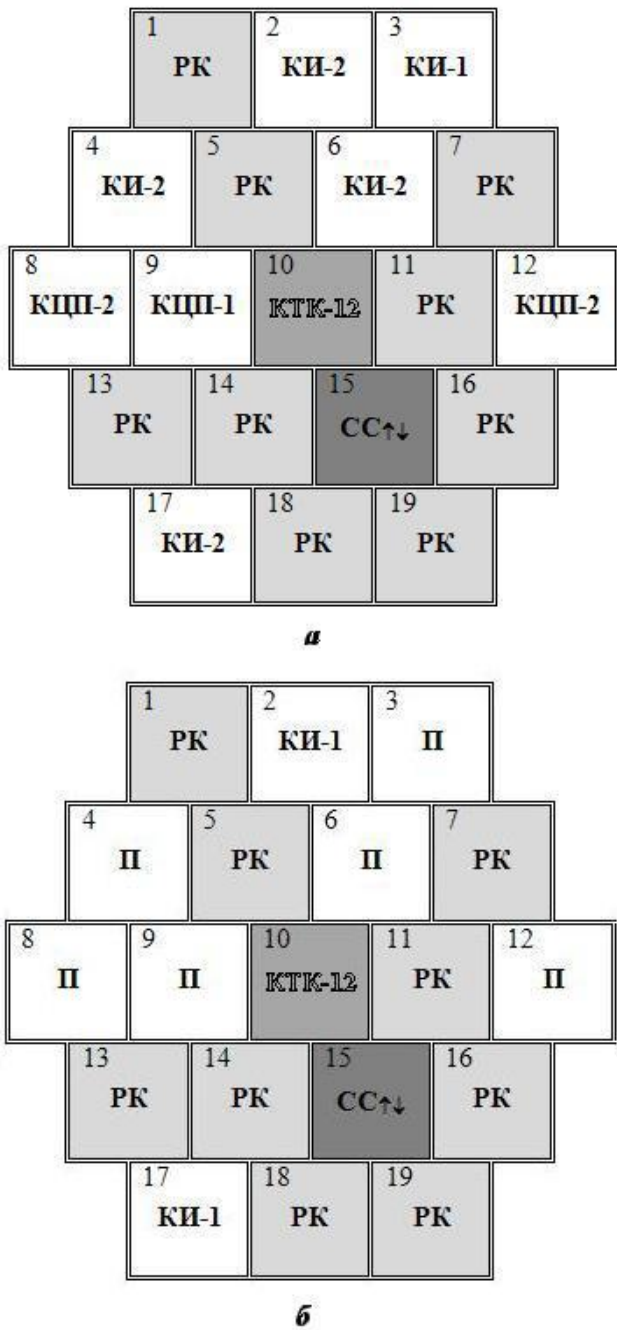 1 2 3
РК КИ-2 КИ-1
4 5 6 7
КИ-2 РК КИ-2 РК
8 9 10 11 12
КЦП-2 КЦП-1 КТК-12 РК КЦП-2
13 14 15 16
РК РК СС↑↓ РК
17 18 19
КИ-2 РК РК
а
1 2 3
РК КИ-1 П
4 5 6 7
П РК П РК
8 9 10 11 12
П П КТК-12 РК П
13 14 15 16
РК РК СС↑↓ РК
17 18 19
КИ-1 РК РК
б